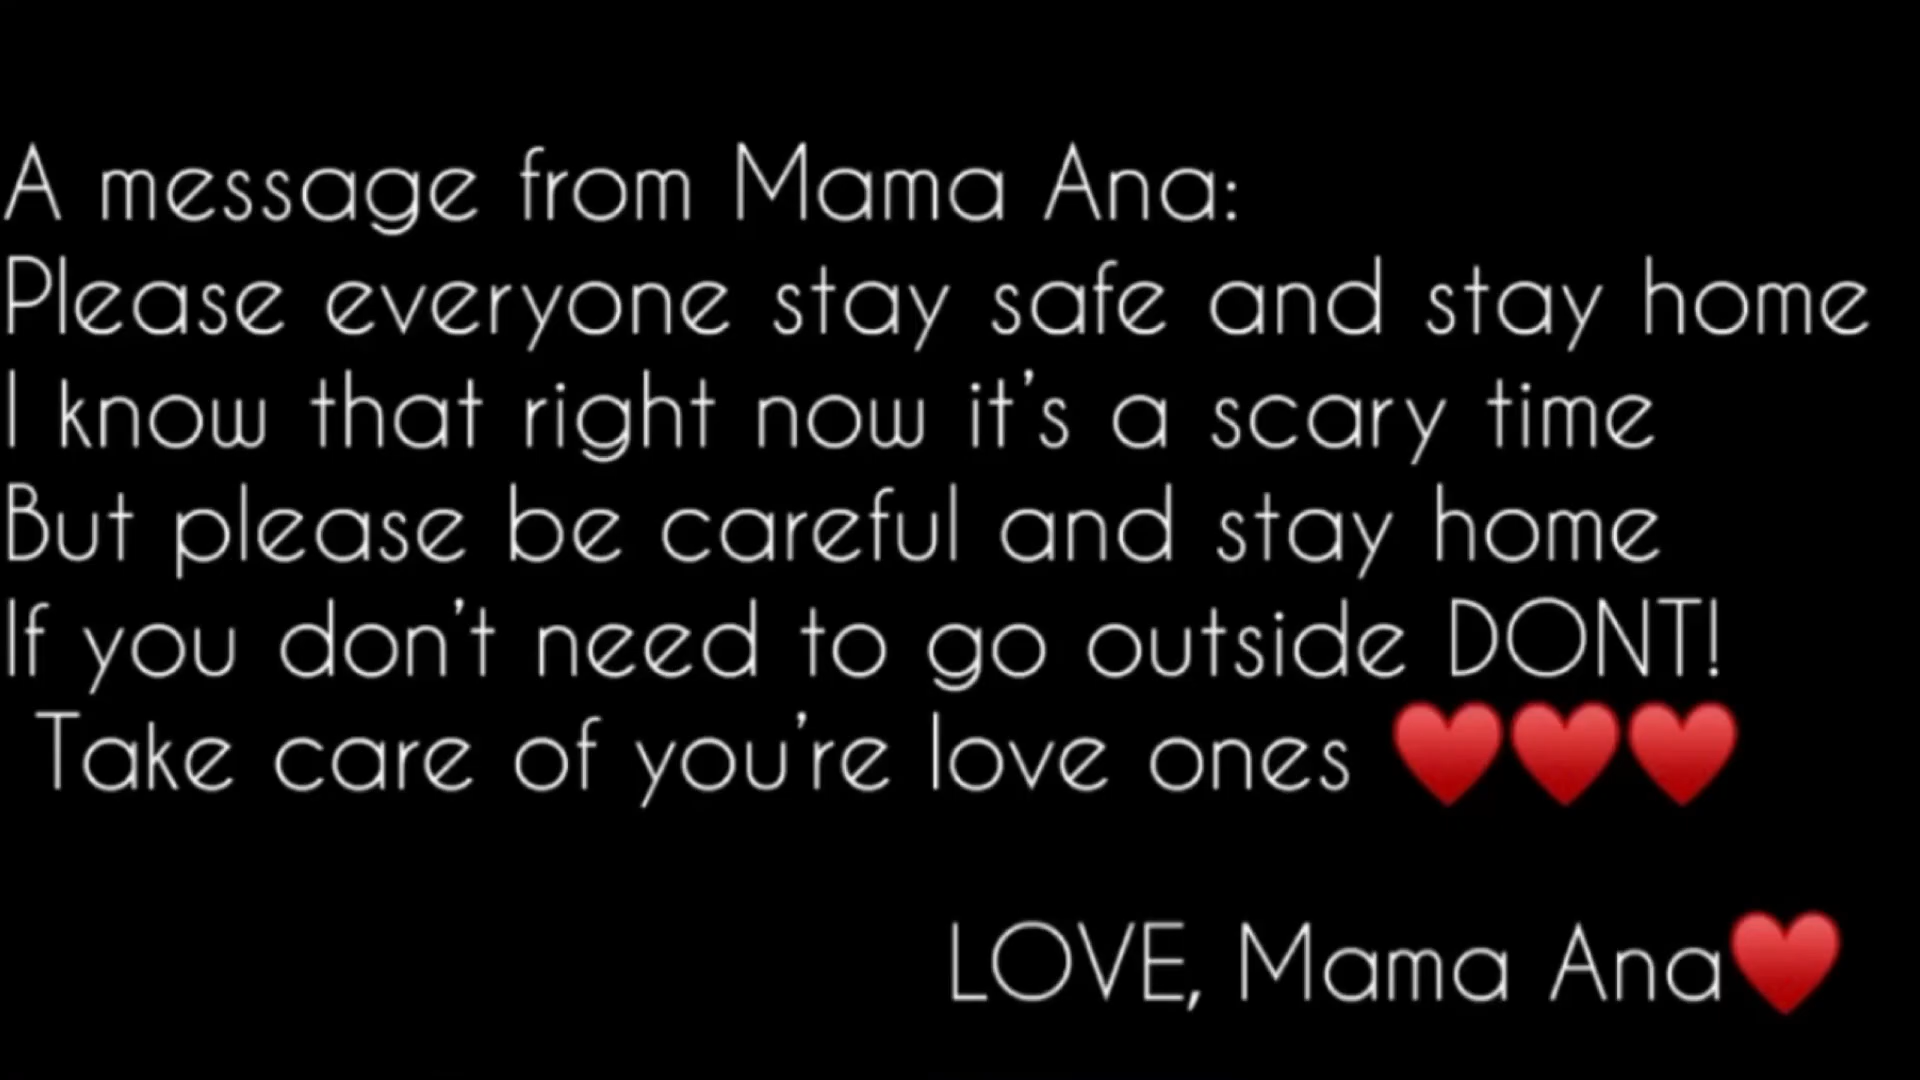 A message from Mama Ana:
Please everyone stay safe and stay home
I know that right now it's a scary time
But please be careful and stay home
If you don't need to go outside DONT!
Take care of you're love ones ♥️♥️♥️
LOVE, Mama Ana♥️